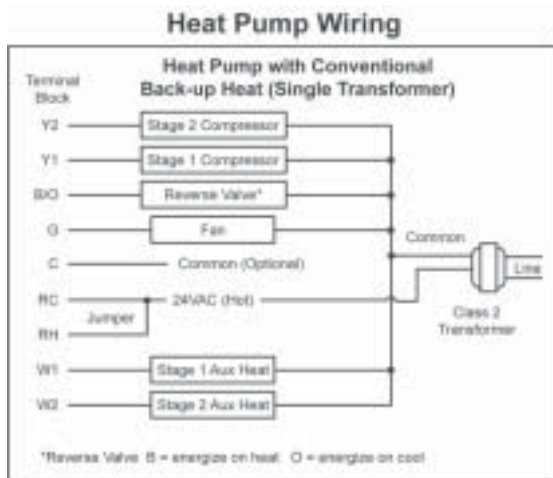 Heat Pump Wiring
Heat Pump with Conventional
Back-up Heat (Single Transformer)
Terminal
Block
Y2 Stage 2 Compressor
Y1 Stage 1 Compressor
B/O Reverse Valve*
G Fan
Common
C Common (Optional)
Line
RC 24VAC (Hot)
Jumper
Class 2
Transformer
RH
W1 Stage 1 Aux Heat
W2 Stage 2 Aux Heat
*Reverse Valve B = energize on heat O = energize on cool